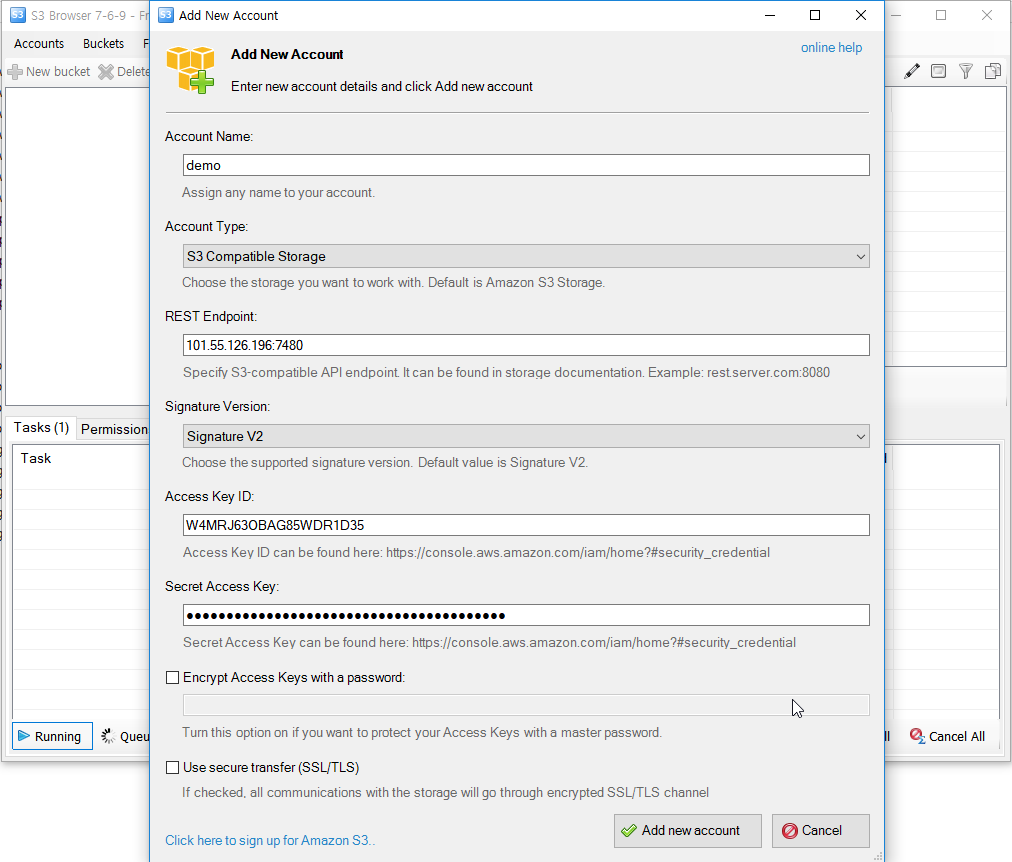 S3 Browser 7-6-9 - Fr
S3 Add New Account
Accounts Buckets F
New bucket Delete
Add New Account
online help
Enter new account details and click Add new account
Account Name:
demo
Assign any name to your account.
Account Type:
S3 Compatible Storage
Choose the storage you want to work with. Default is Amazon S3 Storage.
REST Endpoint:
101.55.126.196:7480
Specify S3-compatible API endpoint. It can be found in storage documentation. Example: rest.server.com:8080
Signature Version:
Signature V2
Choose the supported signature version. Default value is Signature V2.
Tasks (1) Permission
Task
Access Key ID:
W4MRJ63OBAG85WDR1D35
Access Key ID can be found here: https://console.aws.amazon.com/iam/home?#security_credential
Secret Access Key:
●●●●●●●●●●●●●●●●●●●●●●●●●●●●●●●●●●●●●●●●
Secret Access Key can be found here: https://console.aws.amazon.com/iam/home?#security_credential
Encrypt Access Keys with a password:
Turn this option on if you want to protect your Access Keys with a master password.
Running Queu
Cancel All
Use secure transfer (SSL/TLS)
If checked, all communications with the storage will go through encrypted SSL/TLS channel
Click here to sign up for Amazon S3..
Add new account
Cancel